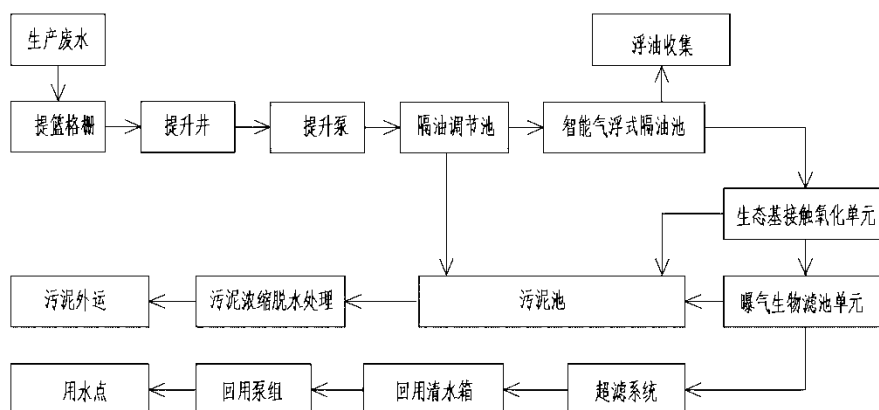 生产废水
浮油收集
提篮格栅
提升井
提升泵
隔油调节池
智能气浮式隔油池
生态基接触氧化单元
污泥外运
污泥浓缩脱水处理
污泥池
曝气生物滤池单元
用水点
回用泵组
回用清水箱
超滤系统